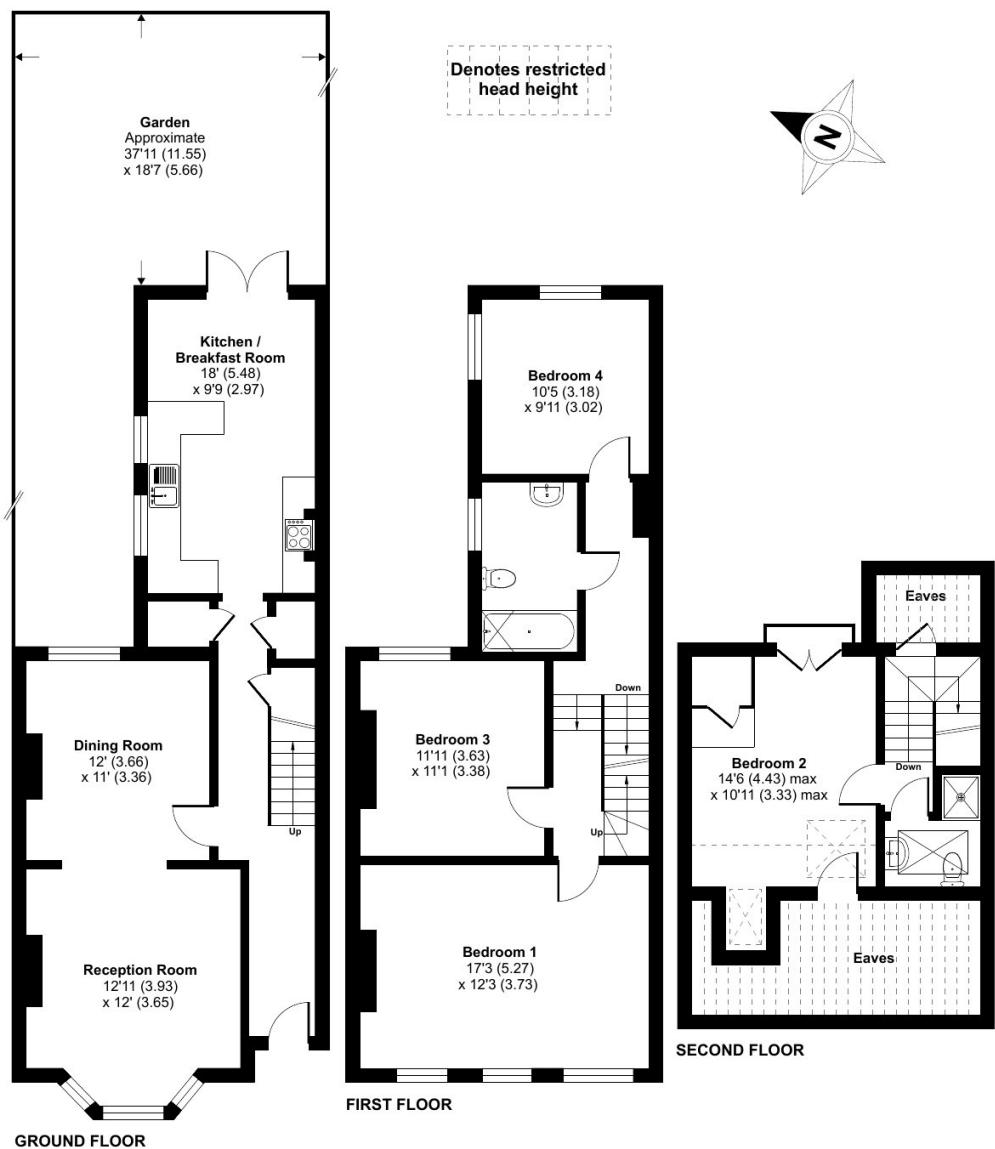 Denotes restricted
head height
N
Garden
Approximate
37'11 (11.55)
x 18'7 (5.66)
Kitchen /
Breakfast Room
18' (5.48)
x 9'9 (2.97)
Dining Room
12' (3.66)
x 11' (3.36)
Up
Reception Room
12'11 (3.93)
x 12' (3.65)
GROUND FLOOR
Bedroom 4
10'5 (3.18)
x 9'11 (3.02)
Down
Bedroom 3
11'11 (3.63)
x 11'1 (3.38)
Up
Bedroom 1
17'3 (5.27)
x 12'3 (3.73)
FIRST FLOOR
Eaves
Bedroom 2
14'6 (4.43) max
x 10'11 (3.33) max
Down
Eaves
SECOND FLOOR